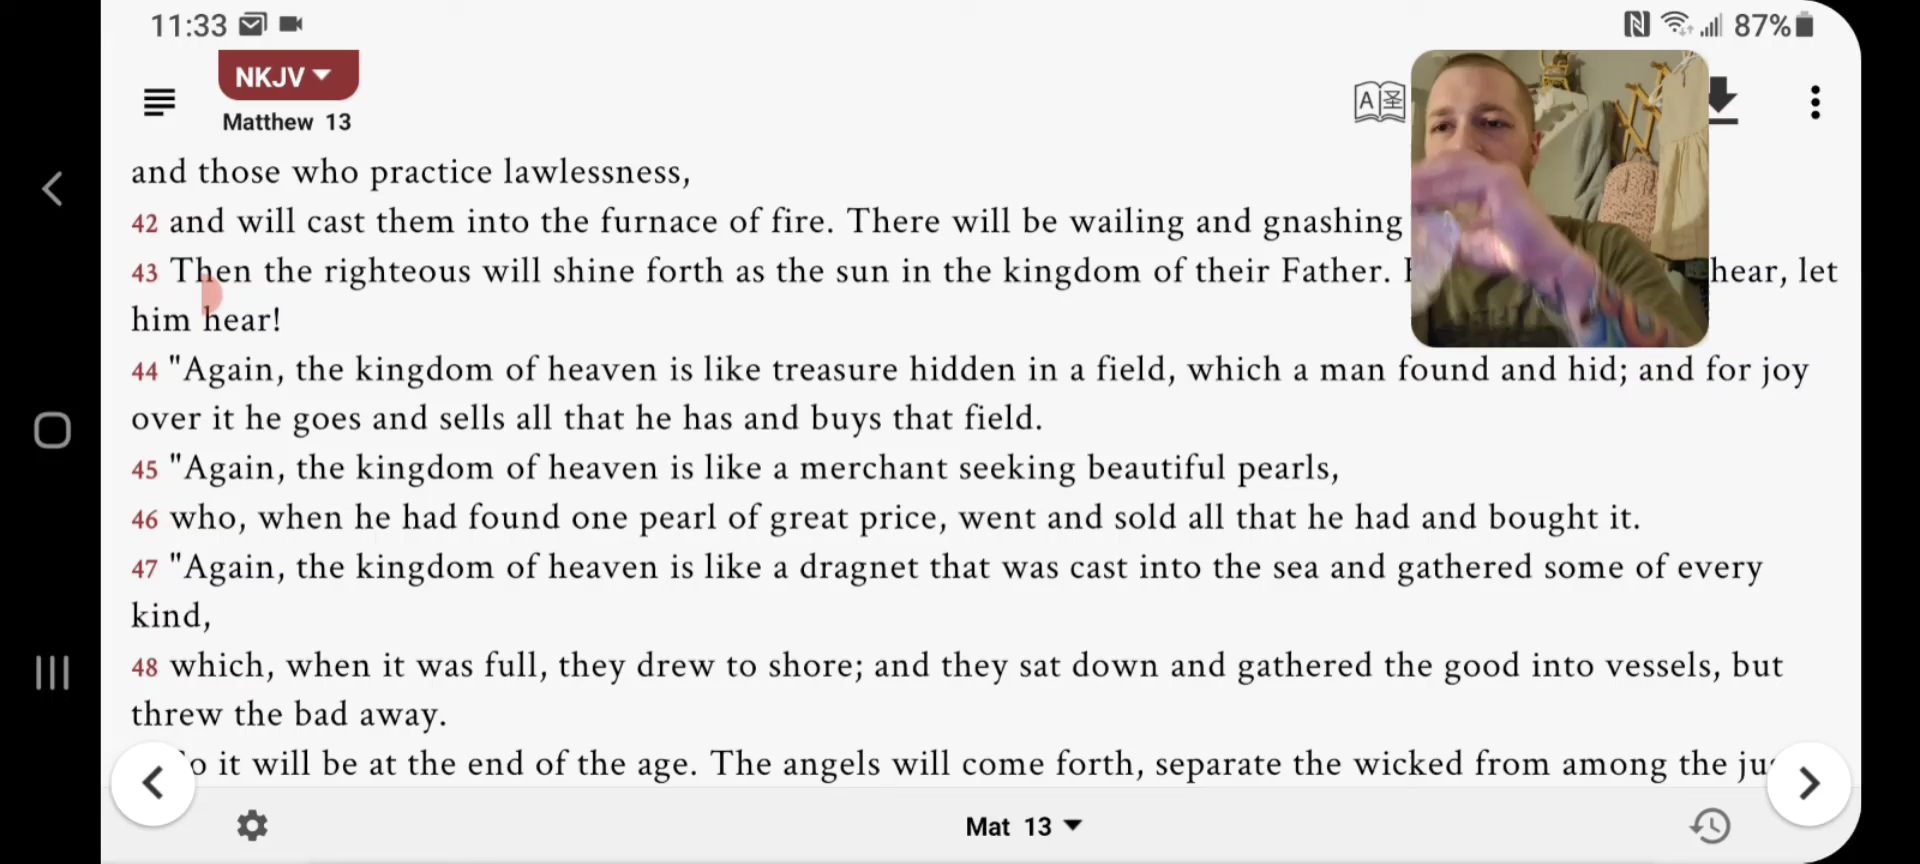 11:33 87%
NKJV
Matthew 13
and those who practice lawlessness,
42 and will cast them into the furnace of fire. There will be wailing and gnashing
43 Then the righteous will shine forth as the sun in the kingdom of their Father. hear, let
him hear!
44 "Again, the kingdom of heaven is like treasure hidden in a field, which a man found and hid; and for joy
over it he goes and sells all that he has and buys that field.
45 "Again, the kingdom of heaven is like a merchant seeking beautiful pearls,
46 who, when he had found one pearl of great price, went and sold all that he had and bought it.
47 "Again, the kingdom of heaven is like a dragnet that was cast into the sea and gathered some of every
kind,
48 which, when it was full, they drew to shore; and they sat down and gathered the good into vessels, but
threw the bad away.
it will be at the end of the age. The angels will come forth, separate the wicked from among the
Mat 13